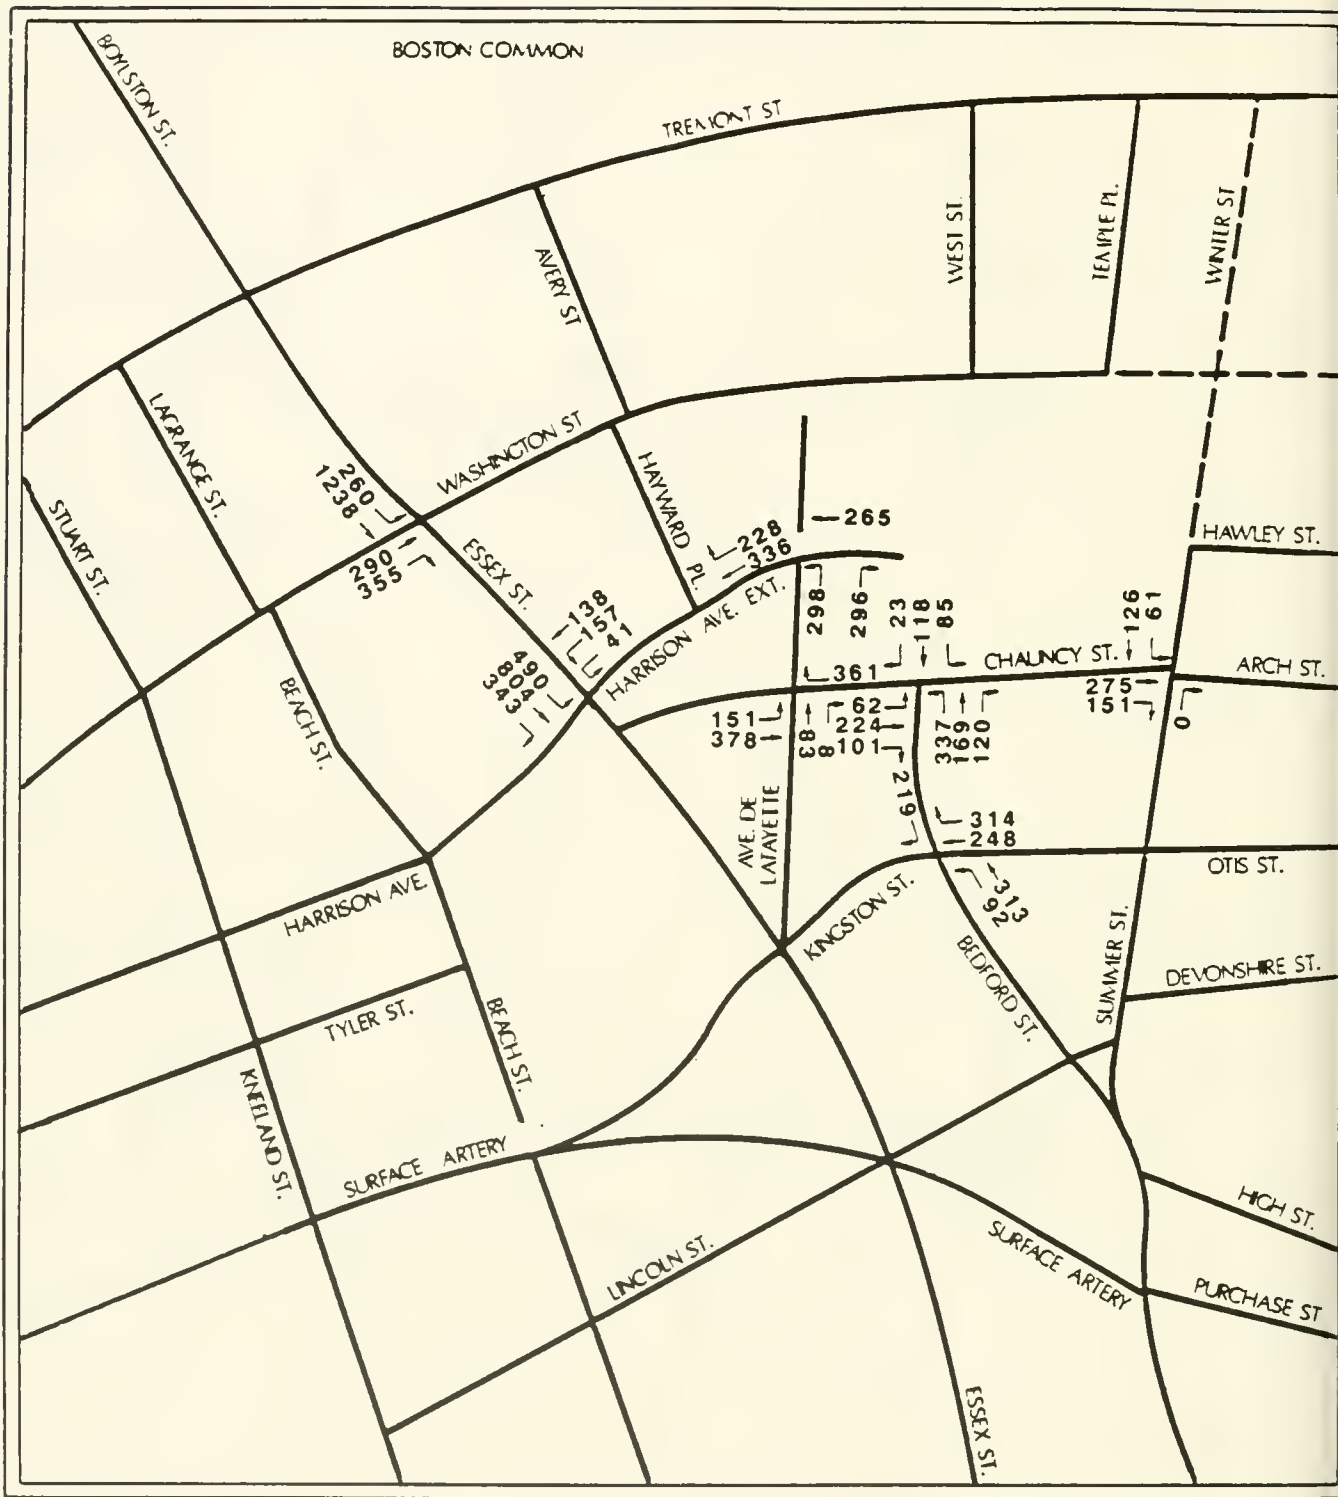 BOSTON COMMON
BOYLSTON ST.
TREMONT ST
AVERY ST
WEST ST.
TEMPLE PL.
WINTER ST
LAGRANGE ST.
STUART ST.
WASHINGTON ST
HAYWARD PL.
260
1238
290
355
ESSEX ST.
228
336
265
HAWLEY ST.
138
157
41
HARRISON AVE. EXT.
298
296
23
118
85
126
61
CHAUNCY ST.
ARCH ST.
490
804
343
361
275
151
0
BEACH ST.
151
378
83
8
62
224
101
337
169
120
219
314
248
AVE. DE
LAFAYETTE
OTIS ST.
313
92
HARRISON AVE.
KINGSTON ST.
BEDFORD ST.
SUMMER ST.
DEVONSHIRE ST.
TYLER ST.
BEACH ST.
KNEELAND ST.
SURFACE ARTERY
HIGH ST.
LINCOLN ST.
SURFACE ARTERY
PURCHASE ST
ESSEX ST.